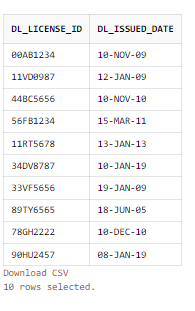 DL_LICENSE_ID DL_ISSUED_DATE
00AB1234 10-NOV-09
11VD0987 12-JAN-09
44BC5656 10-NOV-10
56FB1234 15-MAR-11
11RT5678 13-JAN-13
34DV8787 10-JAN-19
33VF5656 19-JAN-09
89TY6565 18-JUN-05
78GH2222 10-DEC-10
90HU2457 08-JAN-19
Download CSV
10 rows selected.